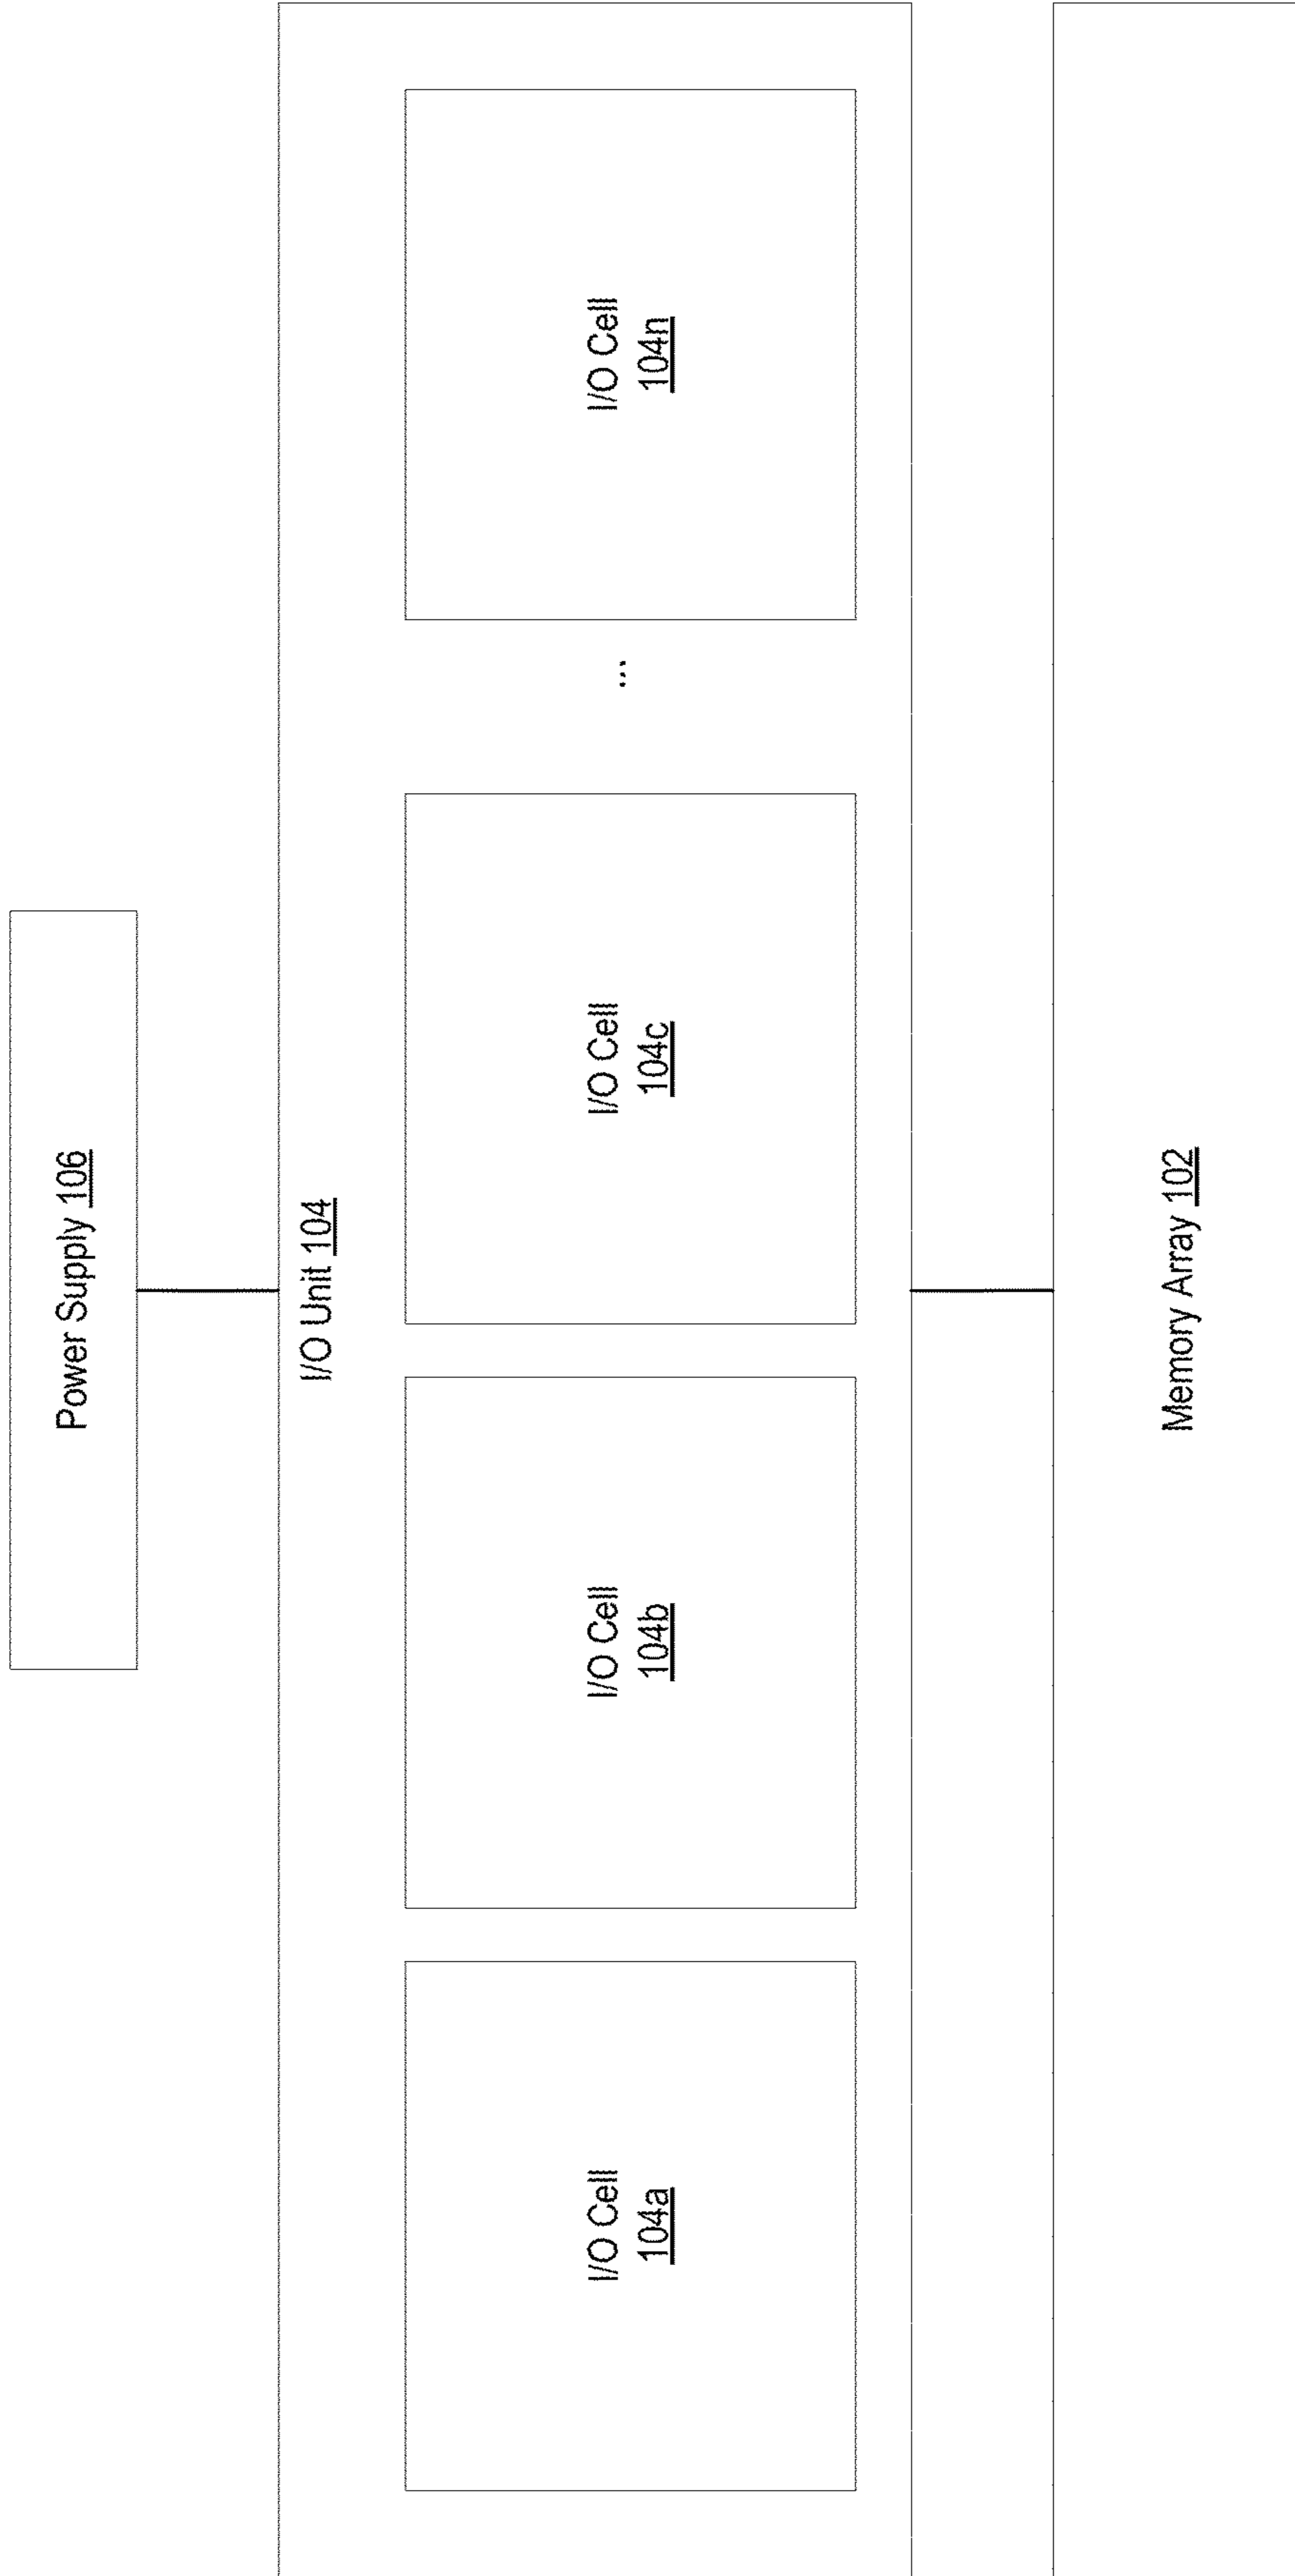 Power Supply 106
I/O Unit 104
I/O Cell
104a
I/O Cell
104b
I/O Cell
104c
...
I/O Cell
104n
Memory Array 102